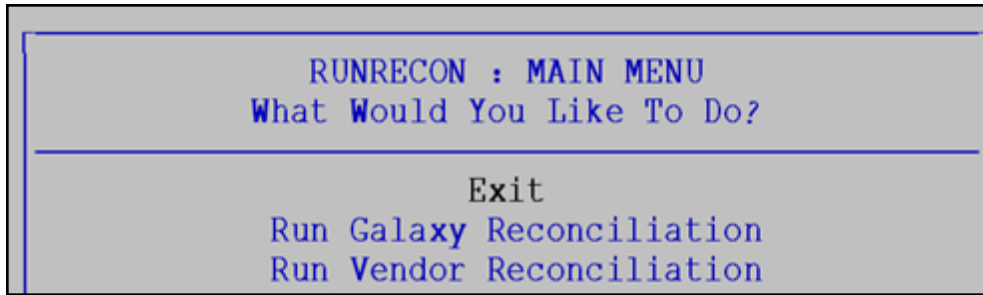 RUNRECON : MAIN MENU
What Would You Like To Do?
Exit
Run Galaxy Reconciliation
Run Vendor Reconciliation